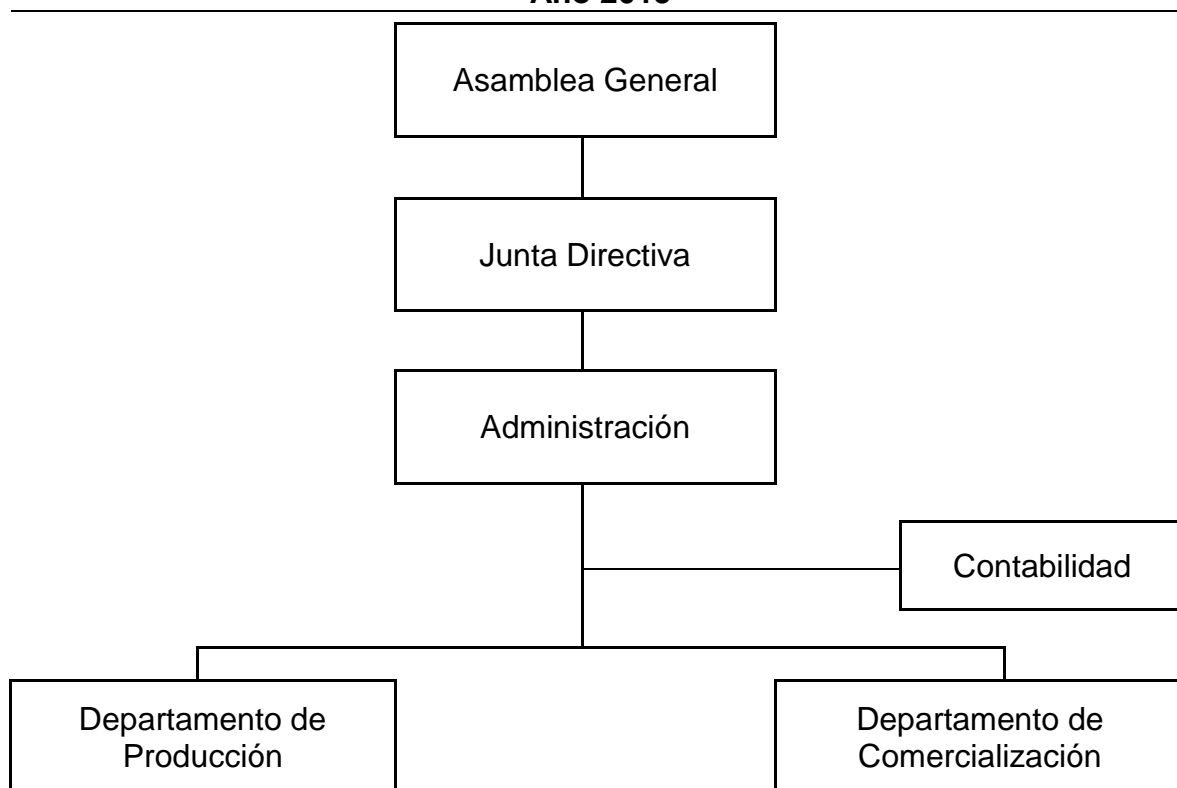 Asamblea General
Junta Directiva
Administración
Contabilidad
Departamento de
Producción
Departamento de
Comercialización